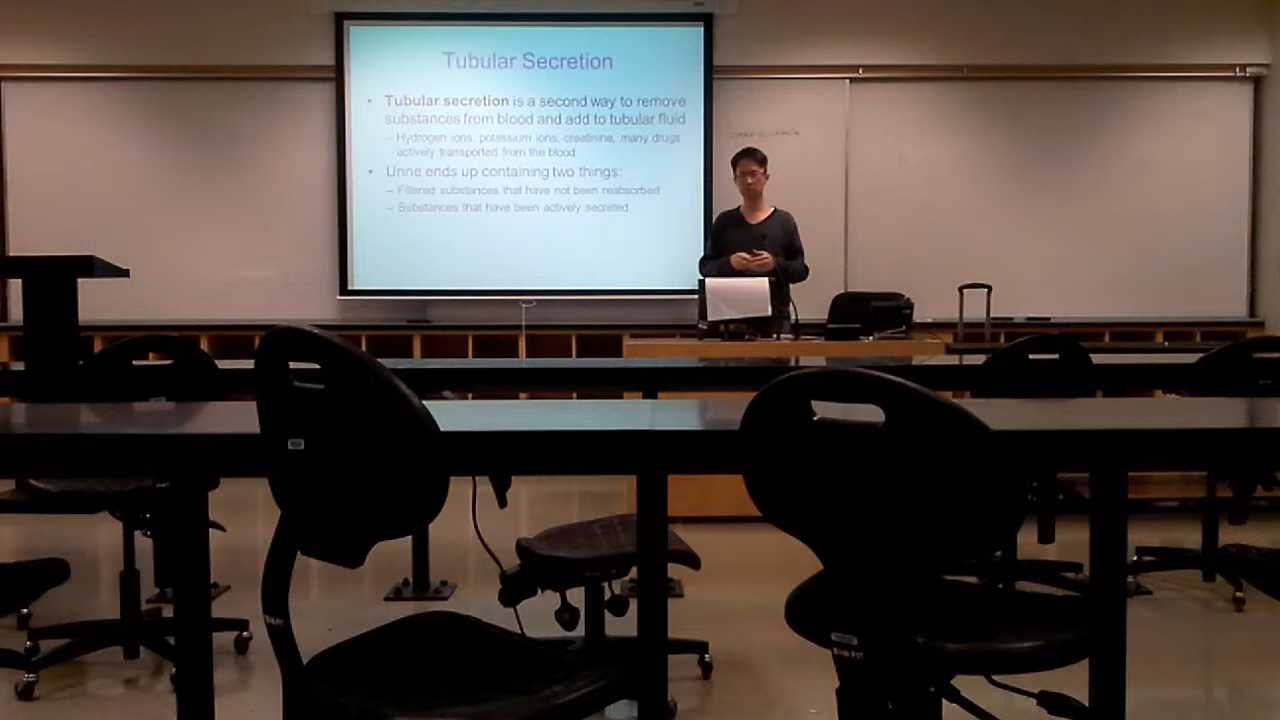 Tubular Secretion
• Tubular secretion is a second way to remove
substances from blood and add to tubular fluid
– Hydrogen ions, potassium ions, creatinine, many drugs
actively transported from the blood
• Urine ends up containing two things:
– Filtered substances that have not been reabsorbed
– Substances that have been actively secreted